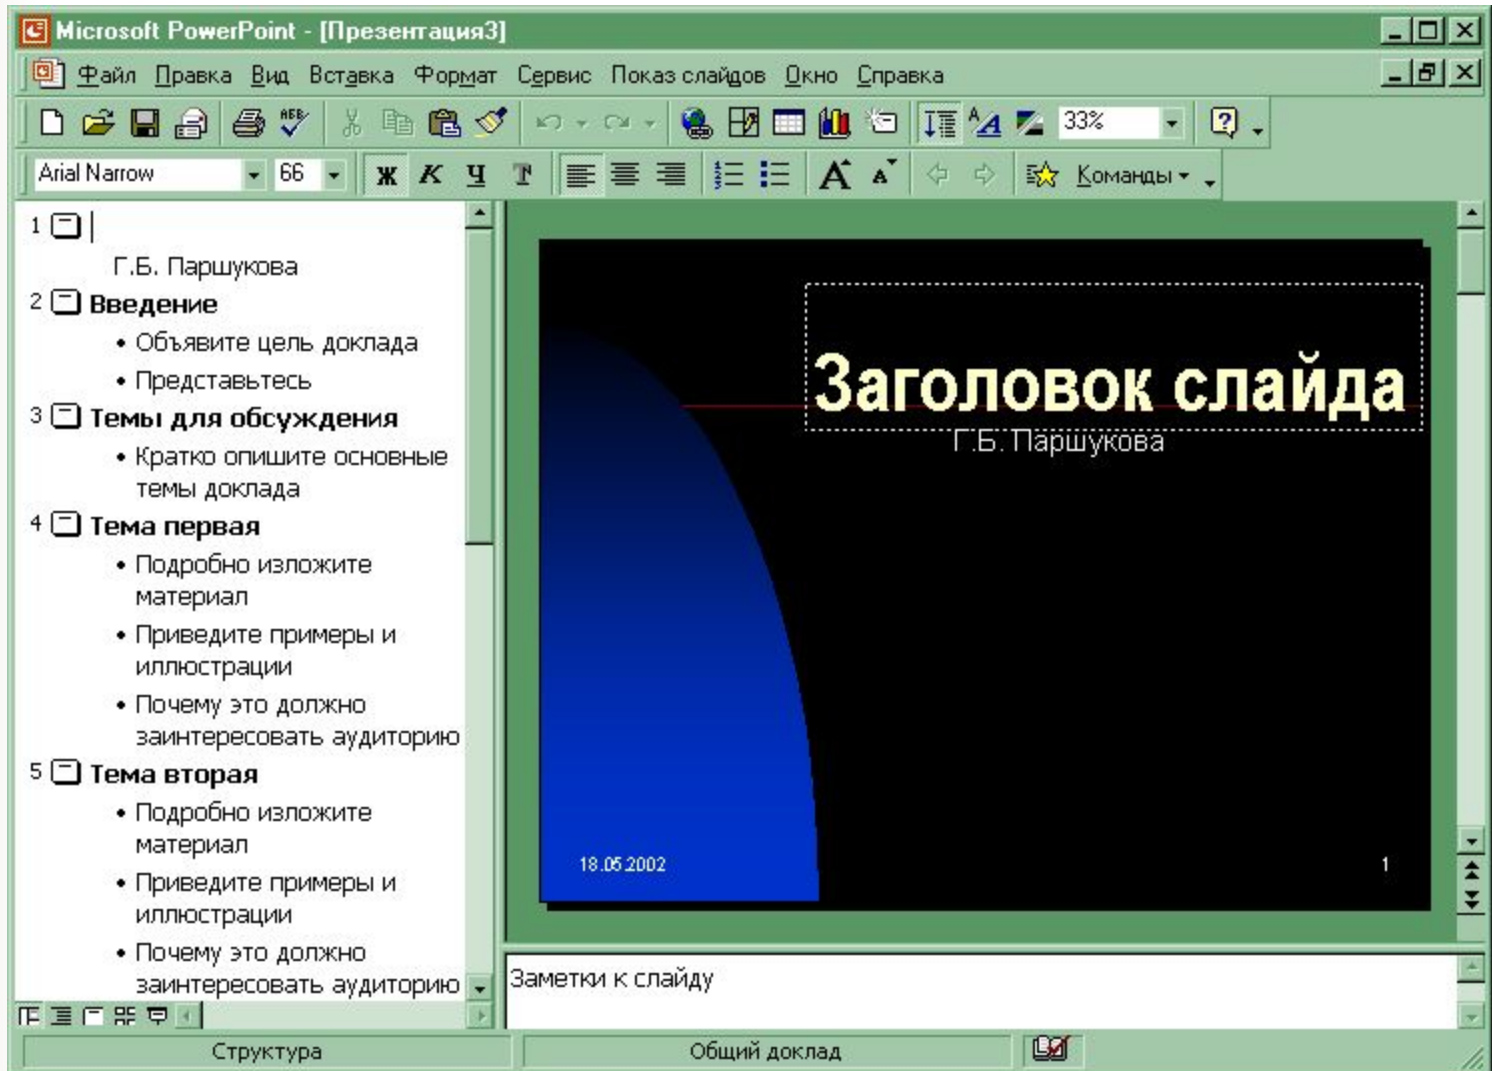 Microsoft PowerPoint - [Презентация3]
Файл Правка Вид Вставка Формат Сервис Показ слайдов Окно Справка
33%
Arial Narrow 66 Ж К Ч Т А А Команды
1
Г.Б. Паршукова
2 Введение
• Объявите цель доклада
• Представьтесь
3 Темы для обсуждения
• Кратко опишите основные
темы доклада
4 Тема первая
• Подробно изложите
материал
• Приведите примеры и
иллюстрации
• Почему это должно
заинтересовать аудиторию
5 Тема вторая
• Подробно изложите
материал
• Приведите примеры и
иллюстрации
• Почему это должно
заинтересовать аудиторию
Заголовок слайда
Г.Б. Паршукова
18.05.2002 1
Заметки к слайду
Структура Общий доклад